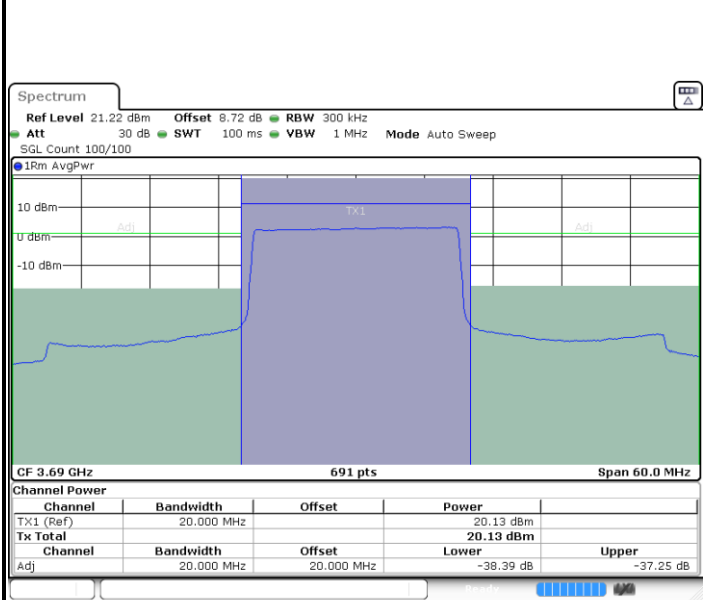 Spectrum
Ref Level 21.22 dBm Offset 8.72 dB RBW 300 kHz
Att 30 dB SWT 100 ms VBW 1 MHz Mode Auto Sweep
SGL Count 100/100
1Rm AvgPwr
10 dBm
TX1
Adj Adj
0 dBm
-10 dBm
CF 3.69 GHz 691 pts Span 60.0 MHz
Channel Power
Channel Bandwidth Offset Power
TX1 (Ref) 20.000 MHz 20.13 dBm
Tx Total 20.13 dBm
Channel Bandwidth Offset Lower Upper
Adj 20.000 MHz 20.000 MHz -38.39 dB -37.25 dB
Ready